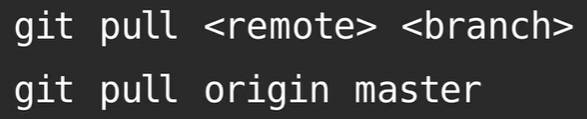 git pull <remote> <branch>
git pull origin master